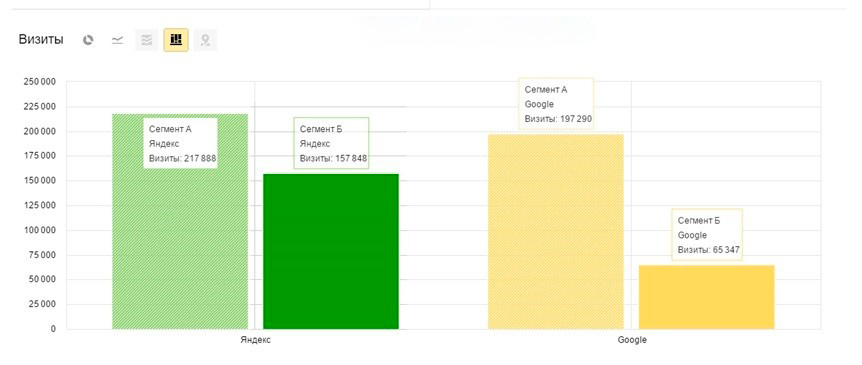 Визиты
250 000
225 000
200 000
175 000
150 000
125 000
100 000
75 000
50 000
25 000
0
Сегмент А
Яндекс
Визиты: 217 888
Сегмент Б
Яндекс
Визиты: 157 848
Сегмент А
Google
Визиты: 197 290
Сегмент Б
Google
Визиты: 65 347
Яндекс
Google